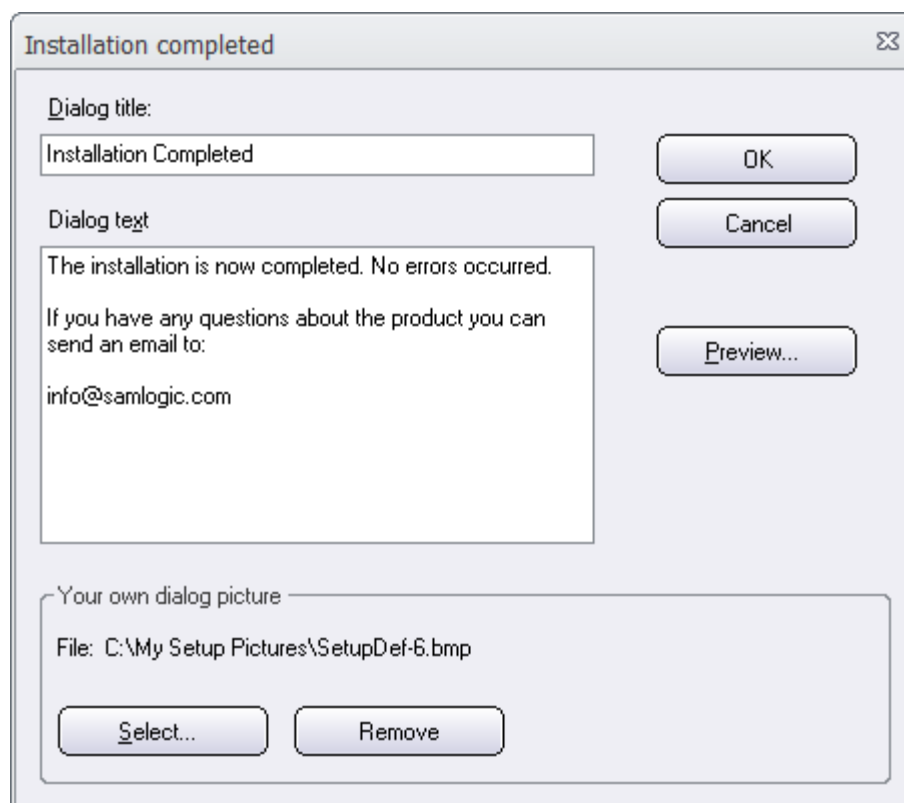 Installation completed
Dialog title:
Installation Completed
OK
Dialog text
Cancel
The installation is now completed. No errors occurred.
If you have any questions about the product you can
send an email to:
info@samlogic.com
Preview...
Your own dialog picture
File: C:\My Setup Pictures\SetupDef-6.bmp
Select...
Remove